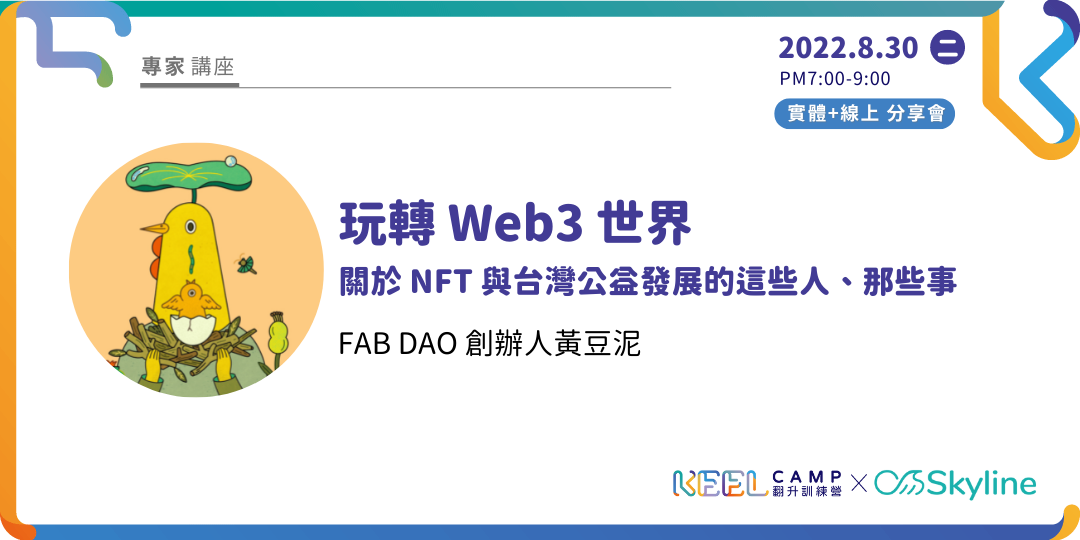 專家 講座
2022.8.30 二
PM7:00-9:00
實體+線上 分享會
玩轉 Web3 世界
關於 NFT 與台灣公益發展的這些人、那些事
FAB DAO 創辦人黃豆泥
KEEL CAMP
翻升訓練營
× Skyline